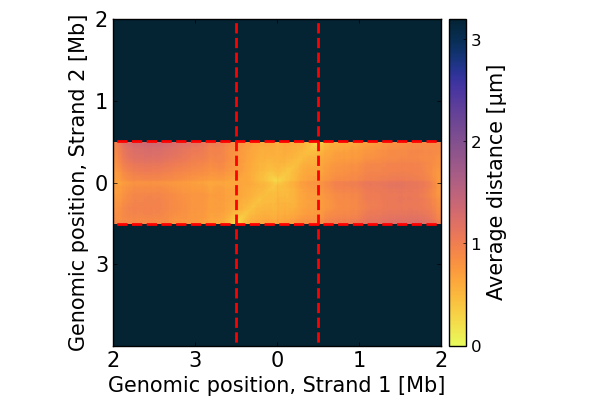 2
1
0
3
Genomic position, Strand 2 [Mb]
2 3 0 1 2
Genomic position, Strand 1 [Mb]
3
2
1
0
Average distance [μm]